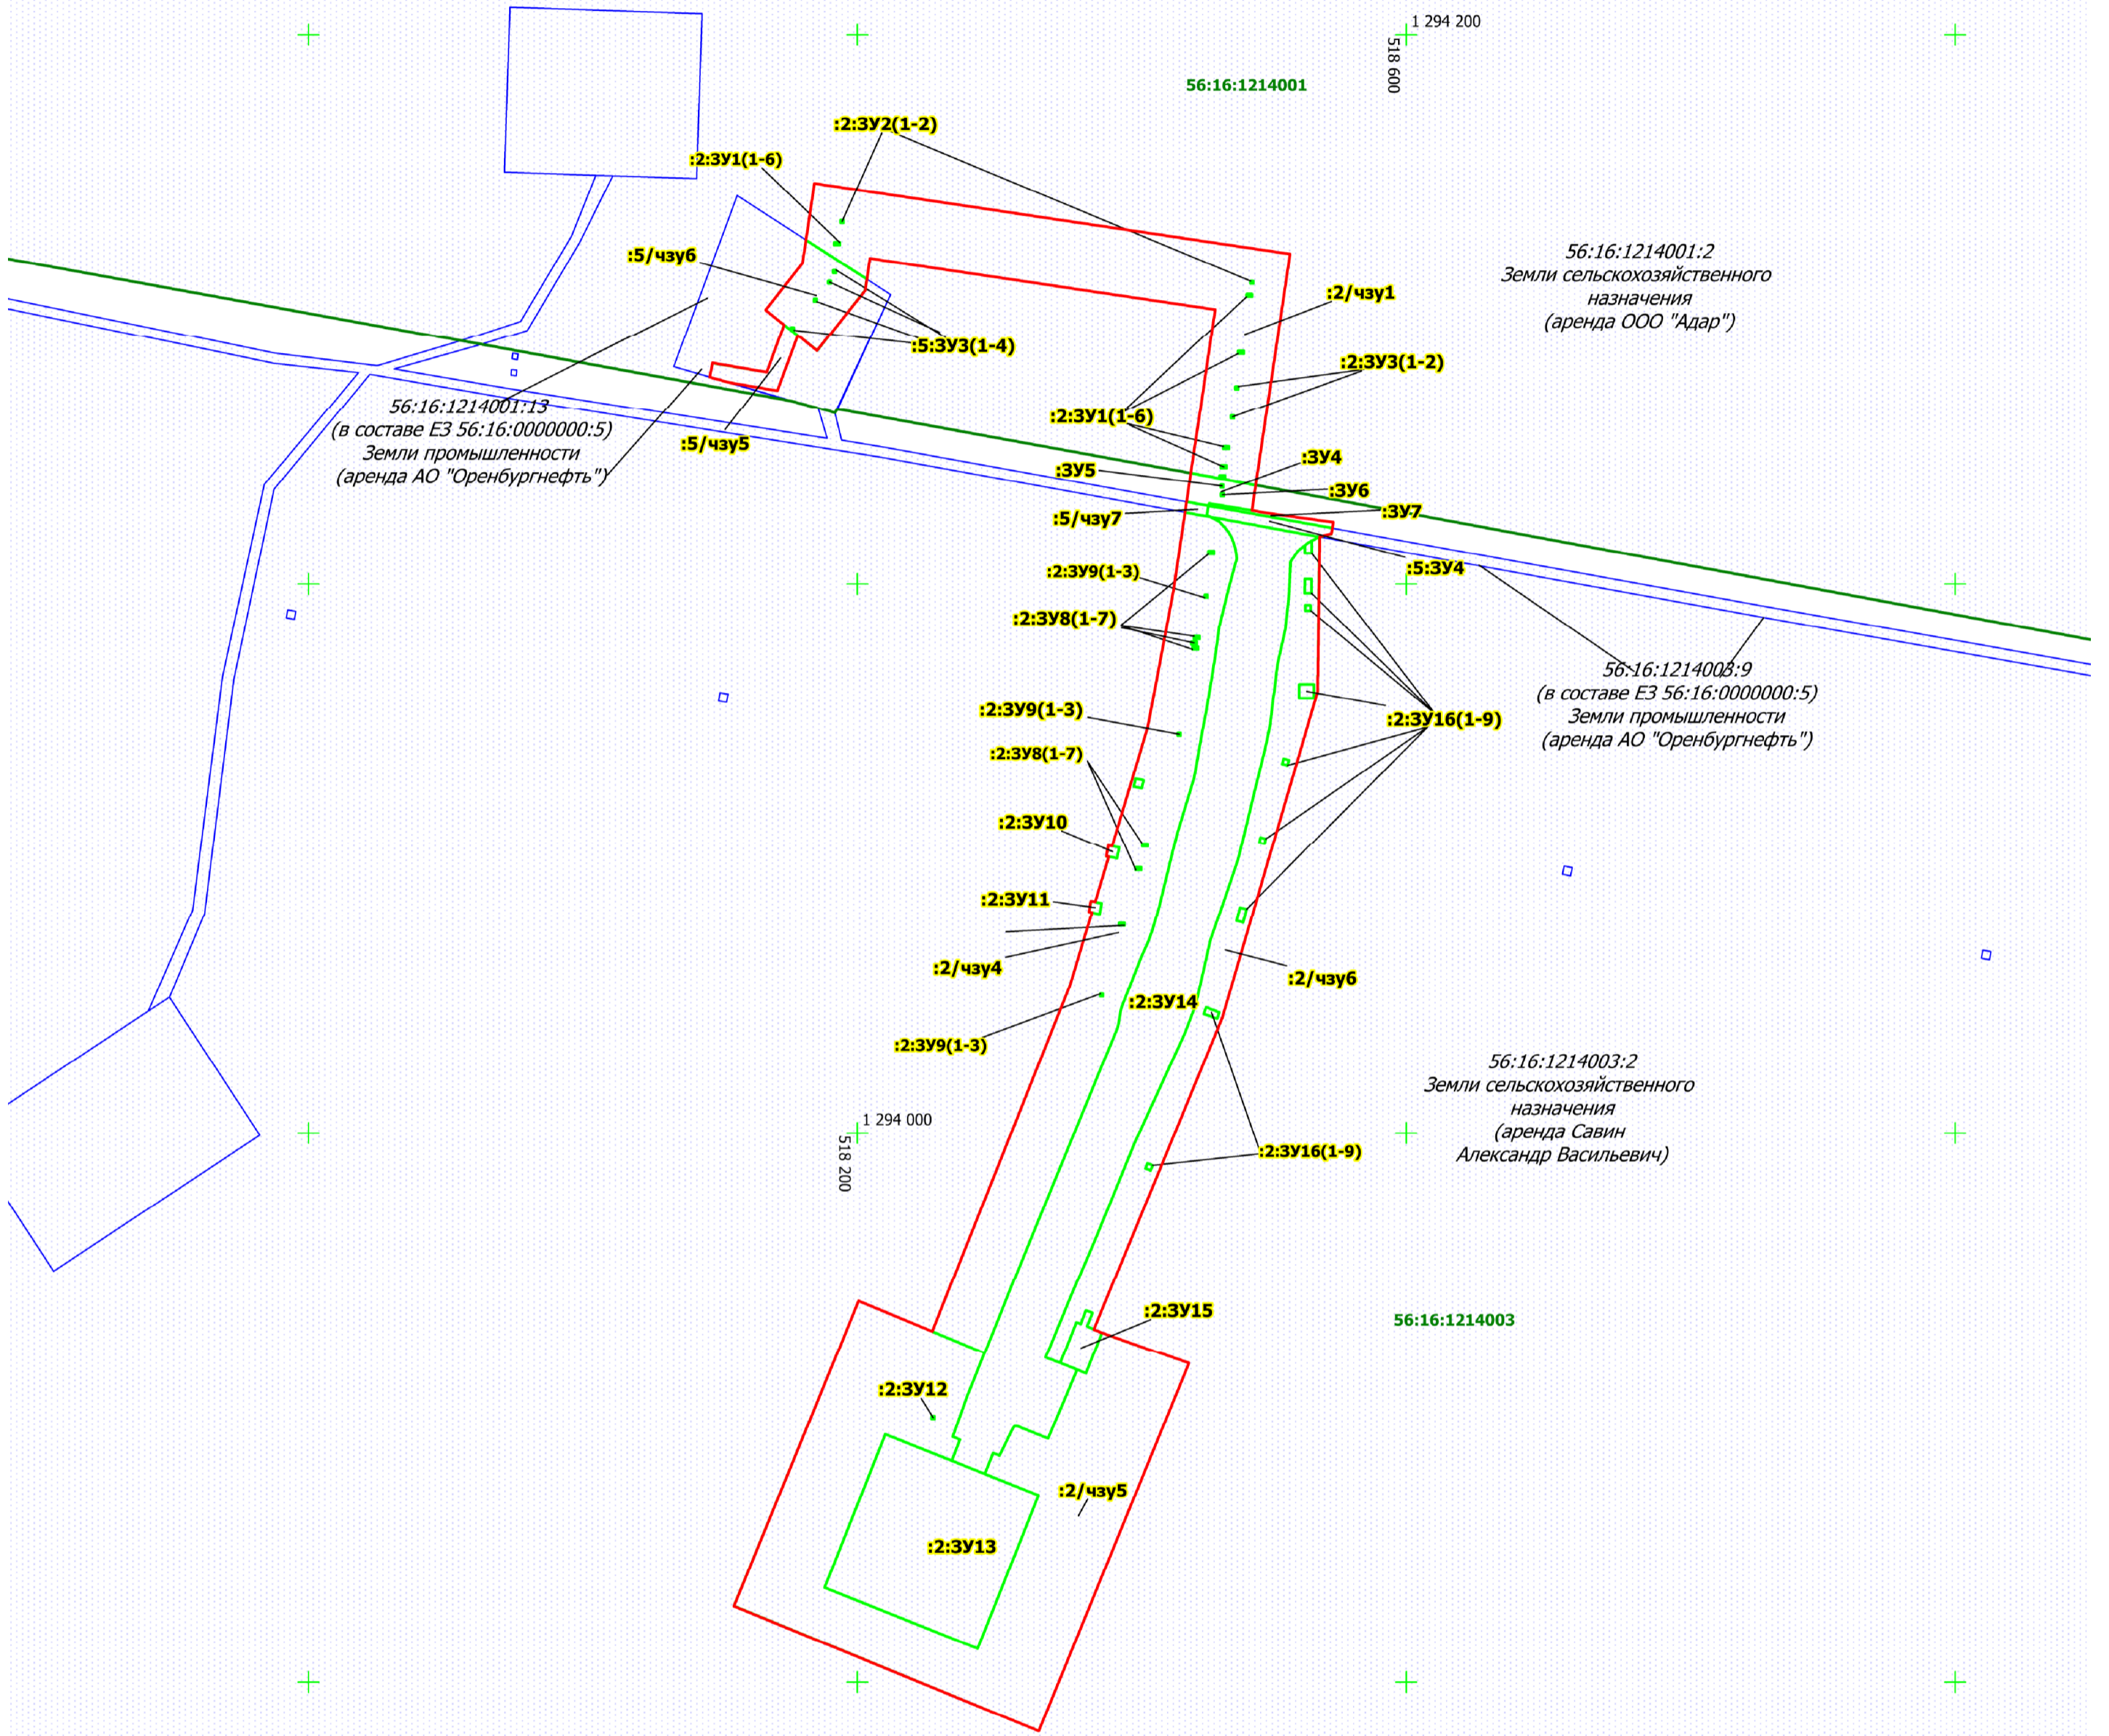 1 294 200
518 600
56:16:1214001
:2:ЗУ2(1-2)
:2:ЗУ1(1-6)
:5/чзу6
56:16:1214001:2
Земли сельскохозяйственного
назначения
(аренда ООО "Адар")
:2/чзу1
:5:ЗУ3(1-4)
:2:ЗУ3(1-2)
56:16:1214001:13
(в составе ЕЗ 56:16:0000000:5)
Земли промышленности
(аренда АО "Оренбургнефть")
:2:ЗУ1(1-6)
:5/чзу5
:ЗУ5
:ЗУ4
:ЗУ6
:5/чзу7
:ЗУ7
:2:ЗУ9(1-3)
:5:ЗУ4
:2:ЗУ8(1-7)
56:16:1214003:9
(в составе ЕЗ 56:16:0000000:5)
Земли промышленности
(аренда АО "Оренбургнефть")
:2:ЗУ9(1-3)
:2:ЗУ16(1-9)
:2:ЗУ8(1-7)
:2:ЗУ10
:2:ЗУ11
:2/чзу4
:2/чзу6
:2:ЗУ14
:2:ЗУ9(1-3)
56:16:1214003:2
Земли сельскохозяйственного
назначения
(аренда Савин
Александр Васильевич)
1 294 000
518 200
:2:ЗУ16(1-9)
:2:ЗУ15
56:16:1214003
:2:ЗУ12
:2/чзу5
:2:ЗУ13